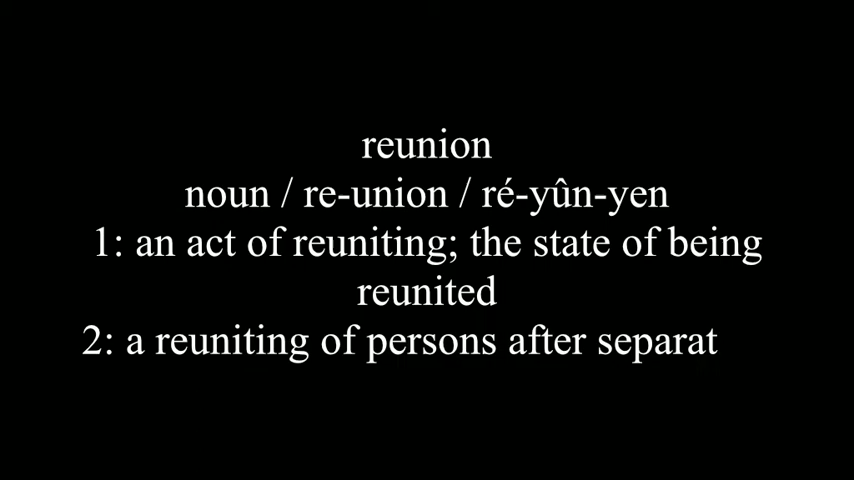 reunion
noun / re-union / ré-yûn-yen
1: an act of reuniting; the state of being
reunited
2: a reuniting of persons after separat